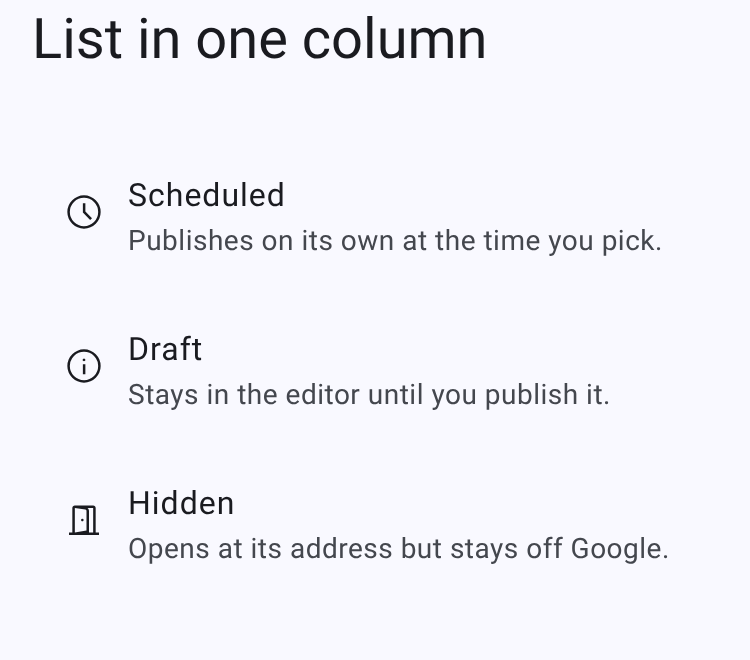 List in one column
Scheduled
Publishes on its own at the time you pick.
Draft
Stays in the editor until you publish it.
Hidden
Opens at its address but stays off Google.